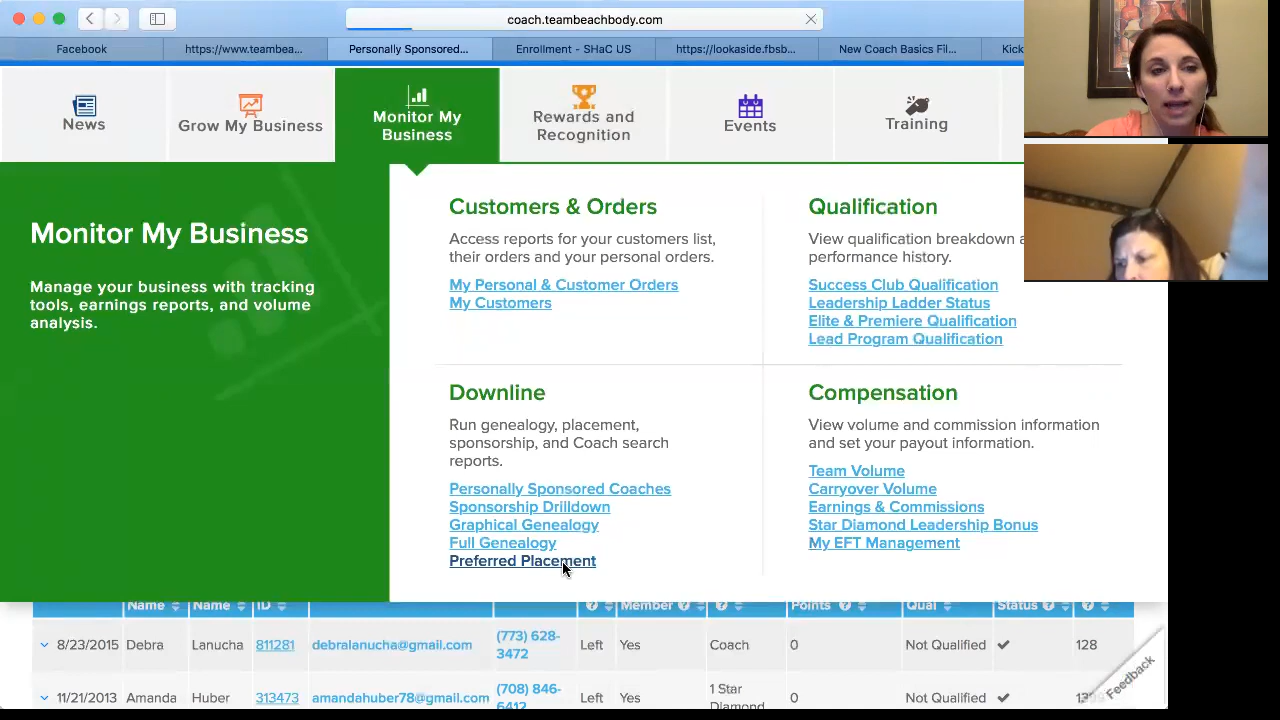 coach.teambeachbody.com
Facebook
https://www.teambea...
Personally Sponsored...
Enrollment - SHaC US
https://lookaside.fbsb...
New Coach Basics Fil...
Kick
News
Grow My Business
Monitor My
Business
Rewards and
Recognition
Events
Training
Monitor My Business
Manage your business with tracking
tools, earnings reports, and volume
analysis.
Customers & Orders
Access reports for your customers list,
their orders and your personal orders.
My Personal & Customer Orders
My Customers
Qualification
View qualification breakdown a
performance history.
Success Club Qualification
Leadership Ladder Status
Elite & Premiere Qualification
Lead Program Qualification
Downline
Run genealogy, placement,
sponsorship, and Coach search
reports.
Personally Sponsored Coaches
Sponsorship Drilldown
Graphical Genealogy
Full Genealogy
Preferred Placement
Compensation
View volume and commission information
and set your payout information.
Team Volume
Carryover Volume
Earnings & Commissions
Star Diamond Leadership Bonus
My EFT Management
Name Name ID ? Member ? ? Points ? Qual Status ? ?
8/23/2015 Debra Lanucha 811281 debralanucha@gmail.com (773) 628-3472 Left Yes Coach 0 Not Qualified ✓ 128
11/21/2013 Amanda Huber 313473 amandahuber78@gmail.com (708) 846-6412 Left Yes 1 Star Diamond 0 Not Qualified ✓
Feedback